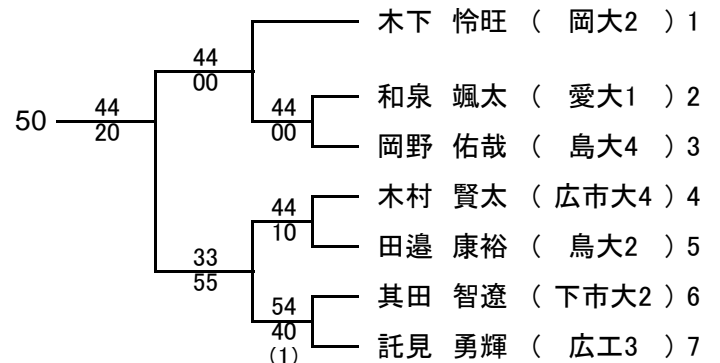 木下 怜旺 ( 岡大2 ) 1
44
00
和泉 颯太 ( 愛大1 ) 2
44
00
岡野 佑哉 ( 島大4 ) 3
50
44
20
木村 賢太 ( 広市大4 ) 4
44
10
田邉 康裕 ( 鳥大2 ) 5
33
55
其田 智遼 ( 下市大2 ) 6
54
40
(1)
託見 勇輝 ( 広工3 ) 7